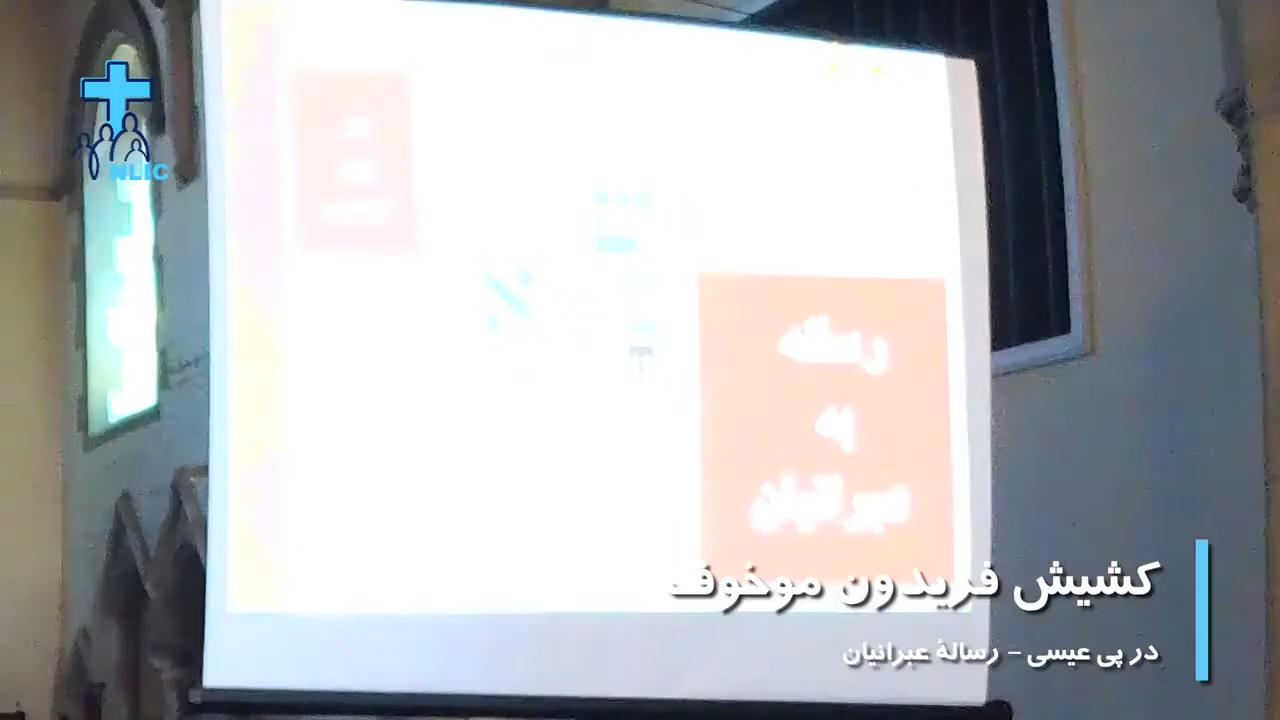 NLIC
رساله
به
عبرانیان
کشیش فریدون موخوف
در پی عیسی – رسالهٔ عبرانیان